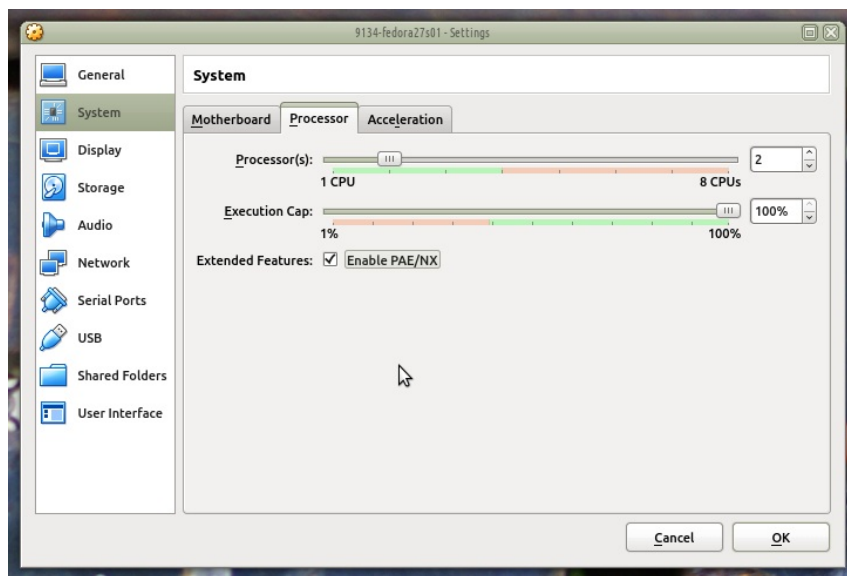 9134-fedora27s01 - Settings
General
System
Display
Storage
Audio
Network
Serial Ports
USB
Shared Folders
User Interface
System
Motherboard Processor Acceleration
Processor(s): 2
1 CPU 8 CPUs
Execution Cap: 100%
1% 100%
Extended Features: Enable PAE/NX
Cancel OK